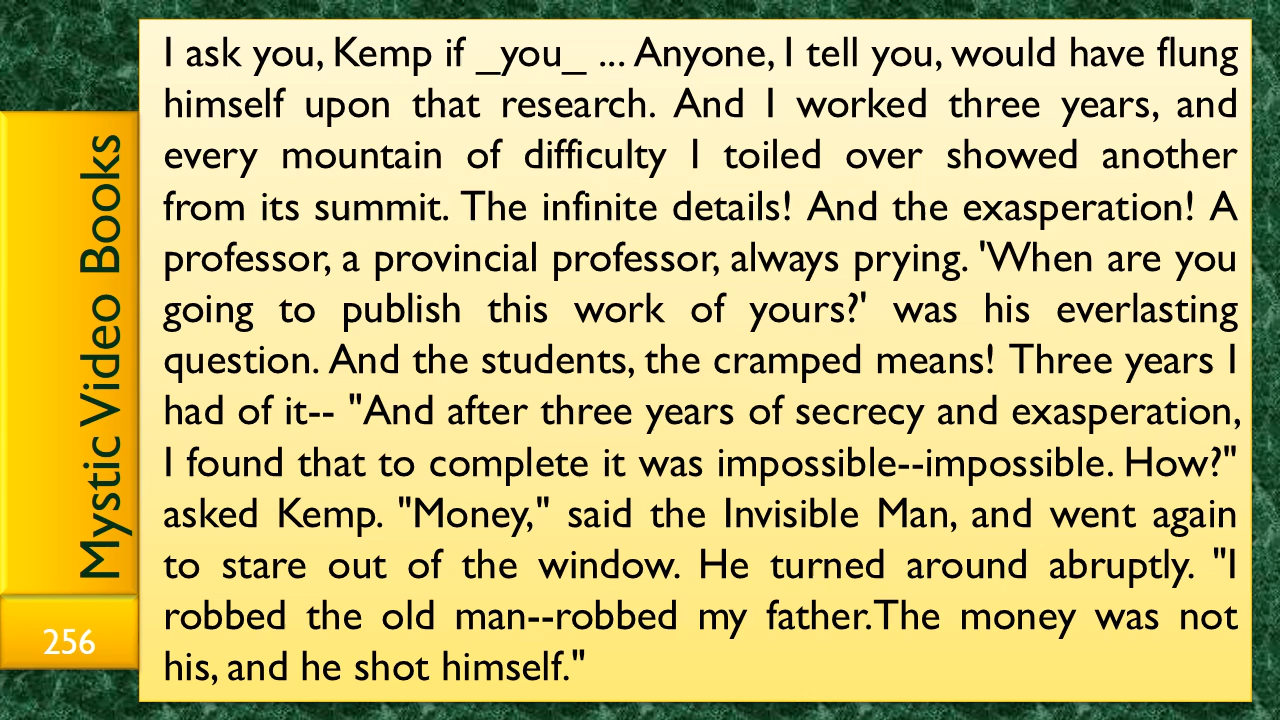 I ask you, Kemp if _you_ ... Anyone, I tell you, would have flung
himself upon that research. And I worked three years, and
every mountain of difficulty I toiled over showed another
from its summit. The infinite details! And the exasperation! A
professor, a provincial professor, always prying. 'When are you
going to publish this work of yours?' was his everlasting
question. And the students, the cramped means! Three years I
had of it-- "And after three years of secrecy and exasperation,
I found that to complete it was impossible--impossible. How?"
asked Kemp. "Money," said the Invisible Man, and went again
to stare out of the window. He turned around abruptly. "I
robbed the old man--robbed my father.The money was not
his, and he shot himself."
Mystic Video Books
256